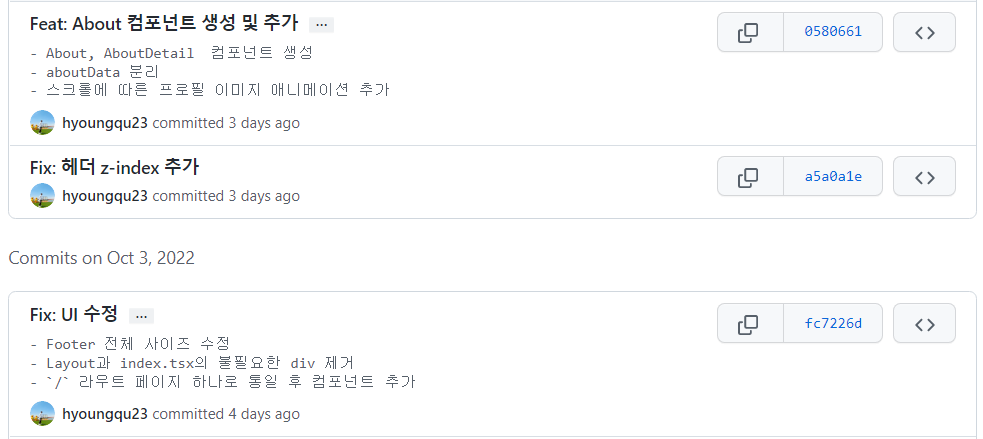 Feat: About 컴포넌트 생성 및 추가 ...
0580661
- About, AboutDetail 컴포넌트 생성
- aboutData 분리
- 스크롤에 따른 프로필 이미지 애니메이션 추가
hyoungqu23 committed 3 days ago
Fix: 헤더 z-index 추가
a5a0a1e
hyoungqu23 committed 3 days ago
Commits on Oct 3, 2022
Fix: UI 수정 ...
fc7226d
- Footer 전체 사이즈 수정
- Layout과 index.tsx의 불필요한 div 제거
- `/` 라우트 페이지 하나로 통일 후 컴포넌트 추가
hyoungqu23 committed 4 days ago